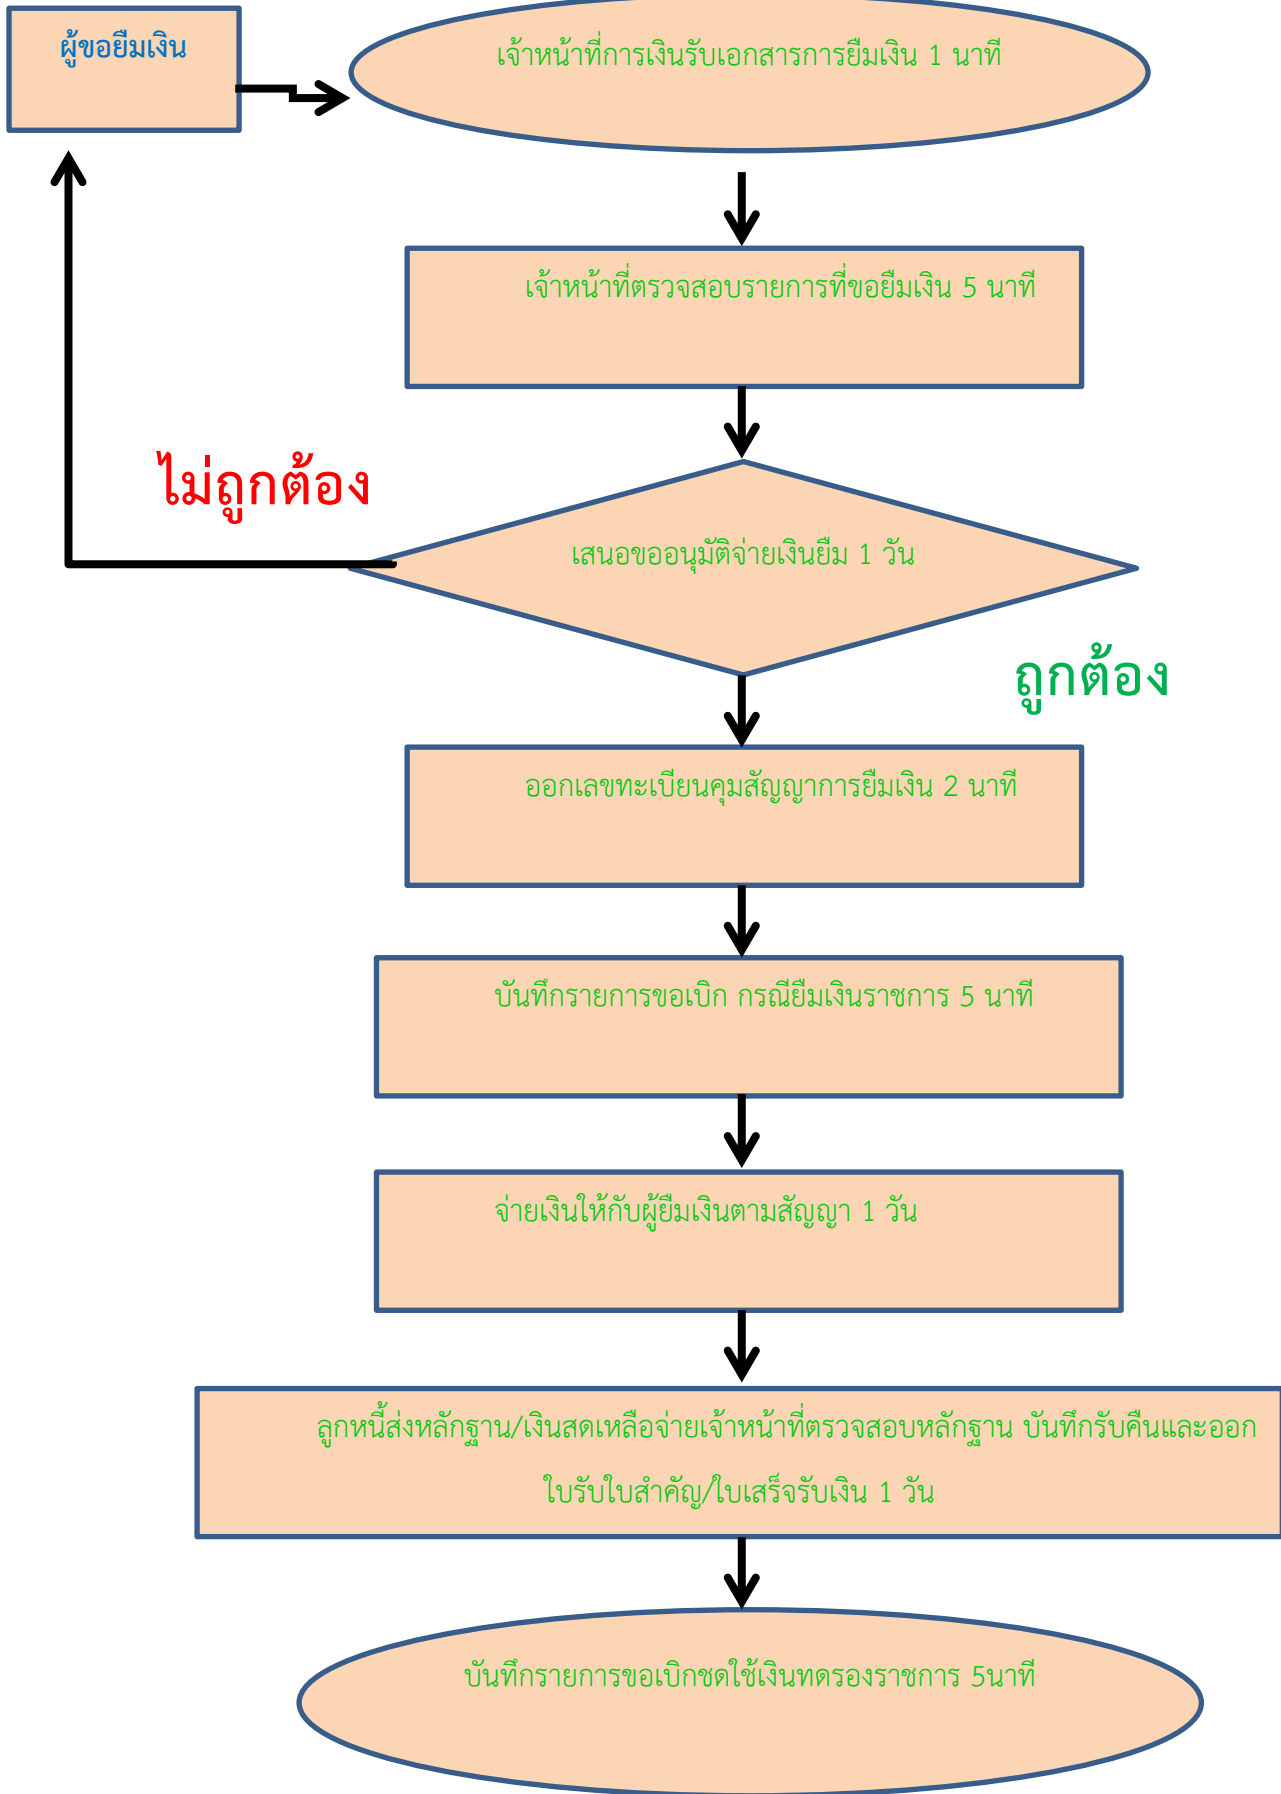 ผู้ขอยืมเงิน
เจ้าหน้าที่การเงินรับเอกสารการยืมเงิน 1 นาที
เจ้าหน้าที่ตรวจสอบรายการที่ขอยืมเงิน 5 นาที
ไม่ถูกต้อง
เสนอขออนุมัติจ่ายเงินยืม 1 วัน
ถูกต้อง
ออกเลขทะเบียนคุมสัญญาการยืมเงิน 2 นาที
บันทึกรายการขอเบิก กรณียืมเงินราชการ 5 นาที
จ่ายเงินให้กับผู้ยืมเงินตามสัญญา 1 วัน
ลูกหนี้ส่งหลักฐาน/เงินสดเหลือจ่ายเจ้าหน้าที่ตรวจสอบหลักฐาน บันทึกรับคืนและออก
ใบรับใบสำคัญ/ใบเสร็จรับเงิน 1 วัน
บันทึกรายการขอเบิกชดใช้เงินทดรองราชการ 5นาที